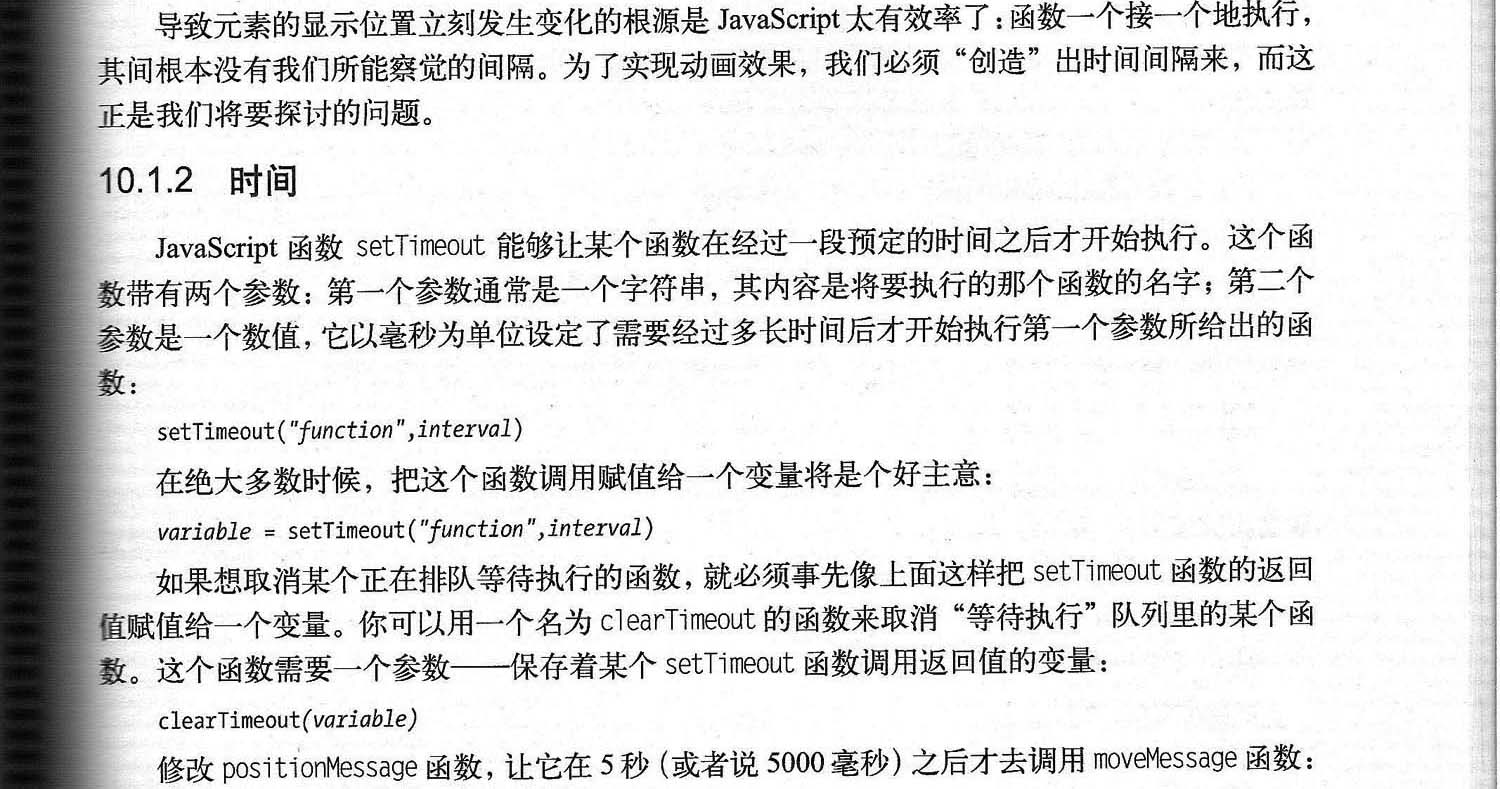 导致元素的显示位置立刻发生变化的根源是 JavaScript 太有效率了：函数一个接一个地执行，
其间根本没有我们所能察觉的间隔。为了实现动画效果，我们必须“创造”出时间间隔来，而这
正是我们将要探讨的问题。
10.1.2 时间
JavaScript 函数 setTimeout 能够让某个函数在经过一段预定的时间之后才开始执行。这个函
数带有两个参数：第一个参数通常是一个字符串，其内容是将要执行的那个函数的名字；第二个
参数是一个数值，它以毫秒为单位设定了需要经过多长时间后才开始执行第一个参数所给出的函
数：
setTimeout("function",interval)
在绝大多数时候，把这个函数调用赋值给一个变量将是个好主意：
variable = setTimeout("function",interval)
如果想取消某个正在排队等待执行的函数，就必须事先像上面这样把 setTimeout 函数的返回
值赋值给一个变量。你可以用一个名为 clearTimeout 的函数来取消“等待执行”队列里的某个函
数。这个函数需要一个参数——保存着某个 setTimeout 函数调用返回值的变量：
clearTimeout(variable)
修改 positionMessage 函数，让它在 5 秒（或者说 5000 毫秒）之后才去调用 moveMessage 函数：